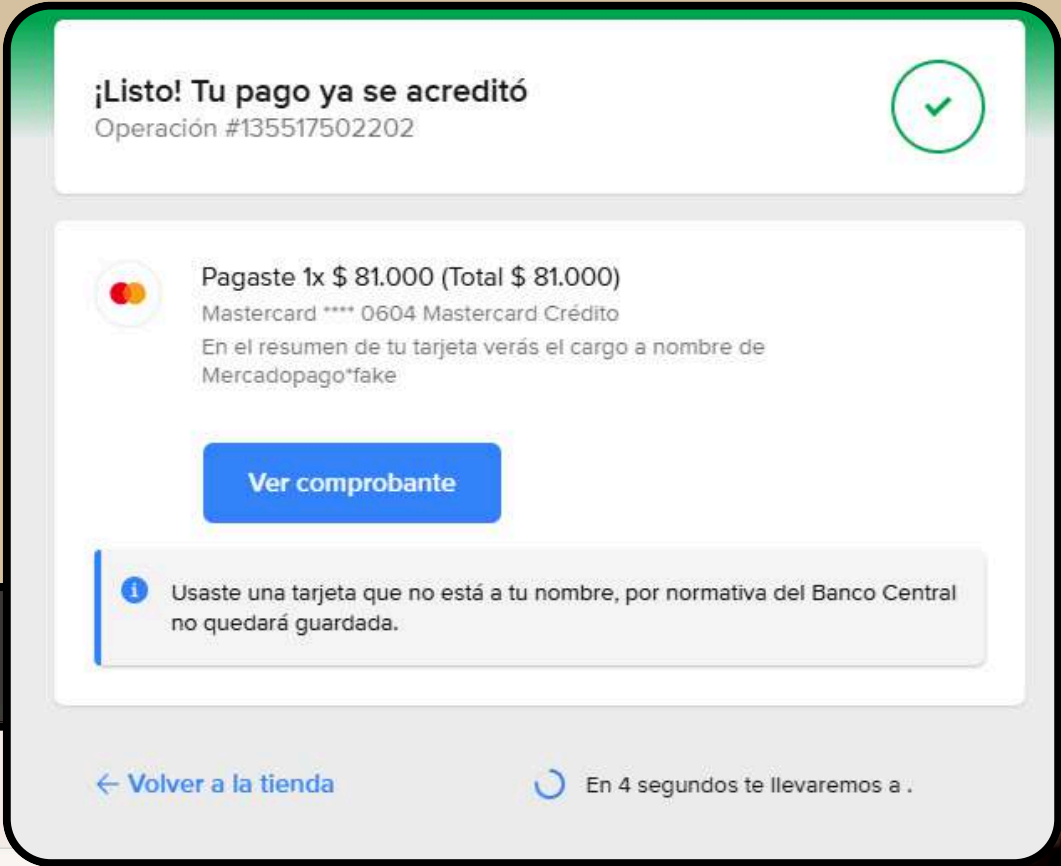 ¡Listo! Tu pago ya se acreditó
Operación #135517502202
Pagaste 1x $ 81.000 (Total $ 81.000)
Mastercard **** 0604 Mastercard Crédito
En el resumen de tu tarjeta verás el cargo a nombre de
Mercadopago*fake
Ver comprobante
Usaste una tarjeta que no está a tu nombre, por normativa del Banco Central
no quedará guardada.
← Volver a la tienda
En 4 segundos te llevaremos a .